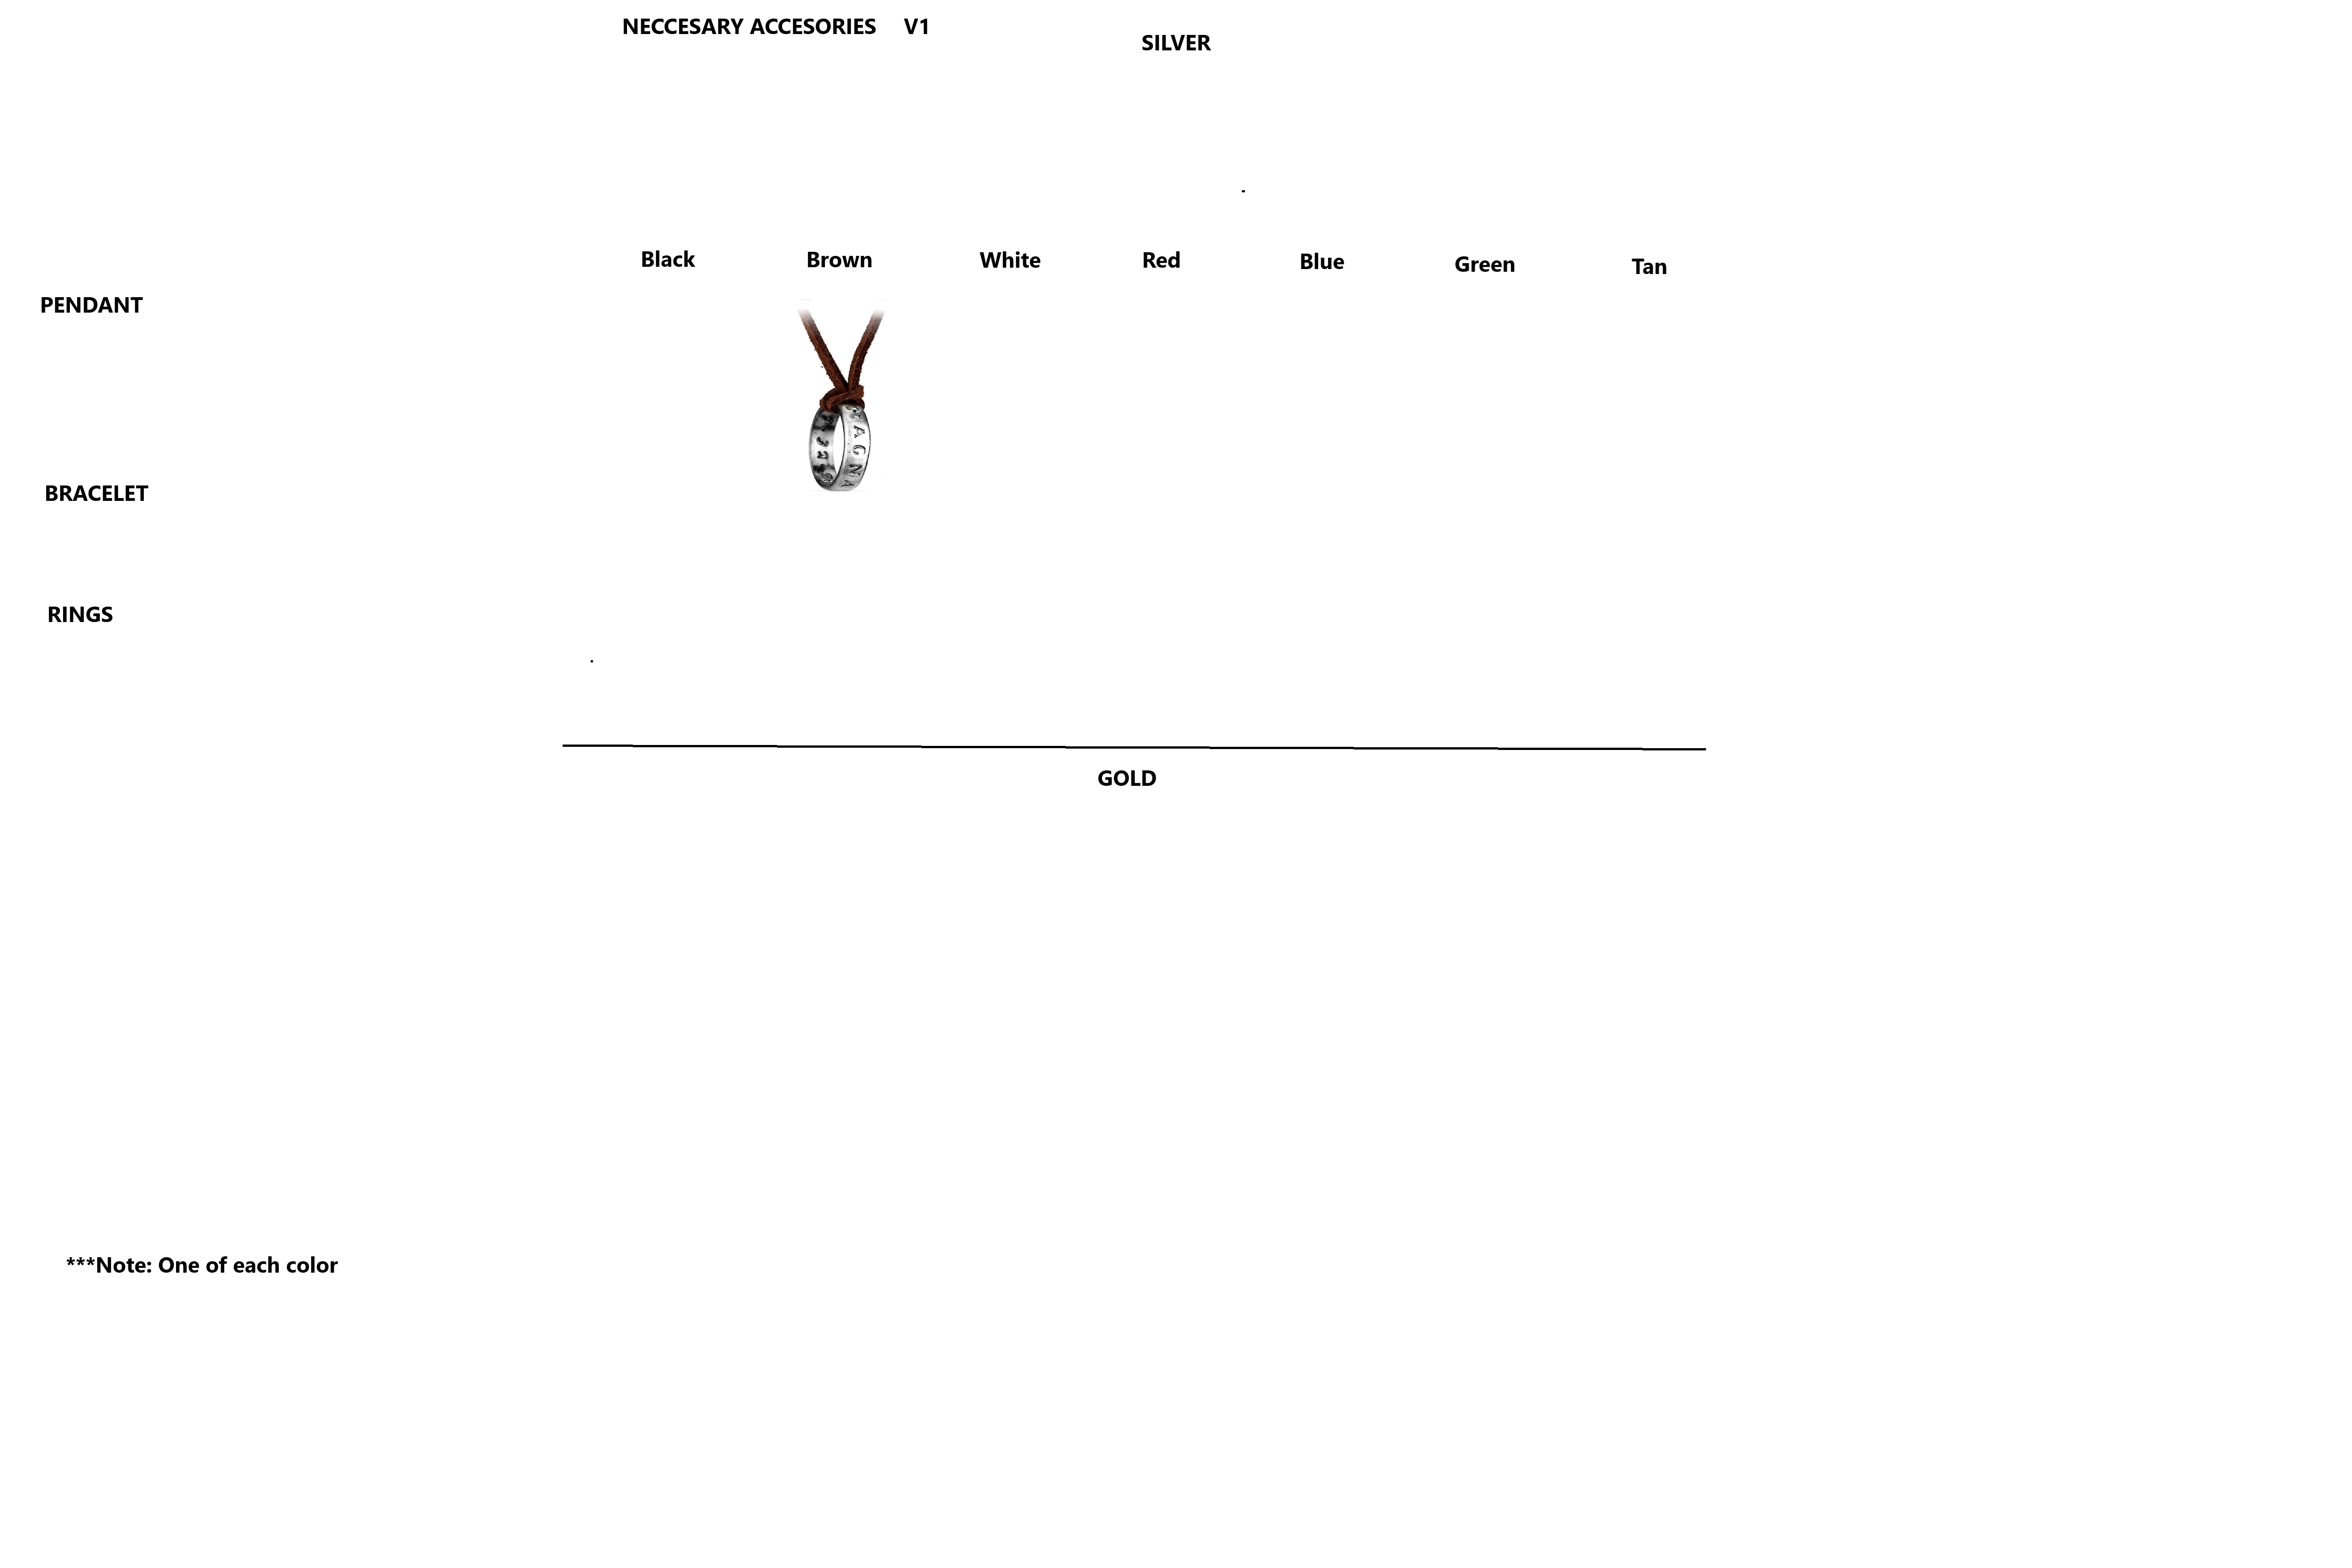 NECCESARY ACCESORIES V1
SILVER
Black Brown White Red Blue Green Tan
PENDANT
AGNA
BRACELET
RINGS
GOLD
***Note: One of each color